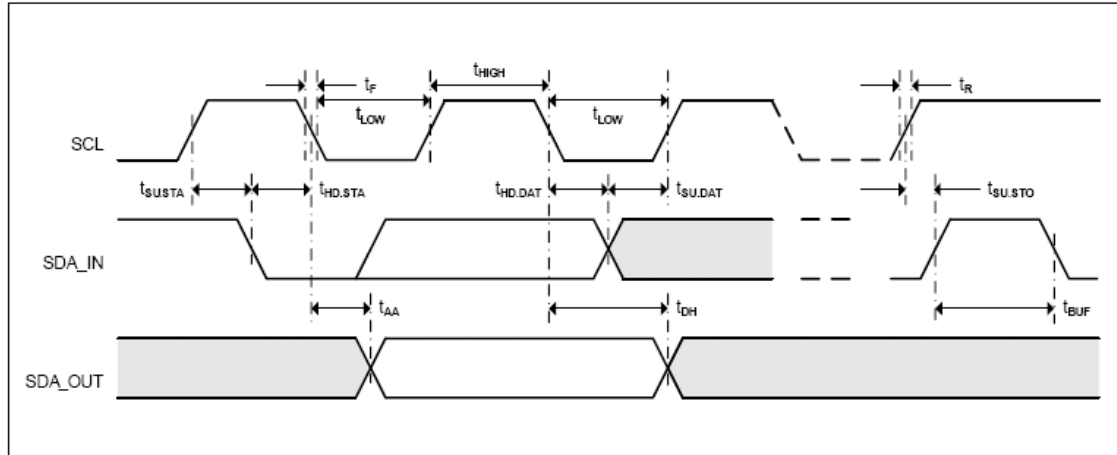 tHIGH
tF
tR
tLOW
tLOW
SCL
tSU.STA
tHD.STA
tHD.DAT
tSU.DAT
tSU.STO
SDA_IN
tAA
tDH
tBUF
SDA_OUT